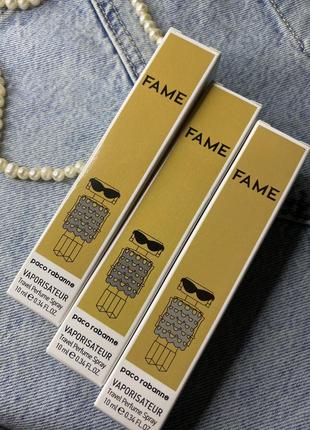 FAME
paco rabanne
VAPORISATEUR
Travel Perfume Spray
10 ml ℮ 0.34 FL.OZ
FAME
paco rabanne
VAPORISATEUR
Travel Perfume Spray
10 ml ℮ 0.34 FL.OZ
FAME
paco rabanne
VAPORISATEUR
Travel Perfume Spray
10 ml ℮ 0.34 FL.OZ